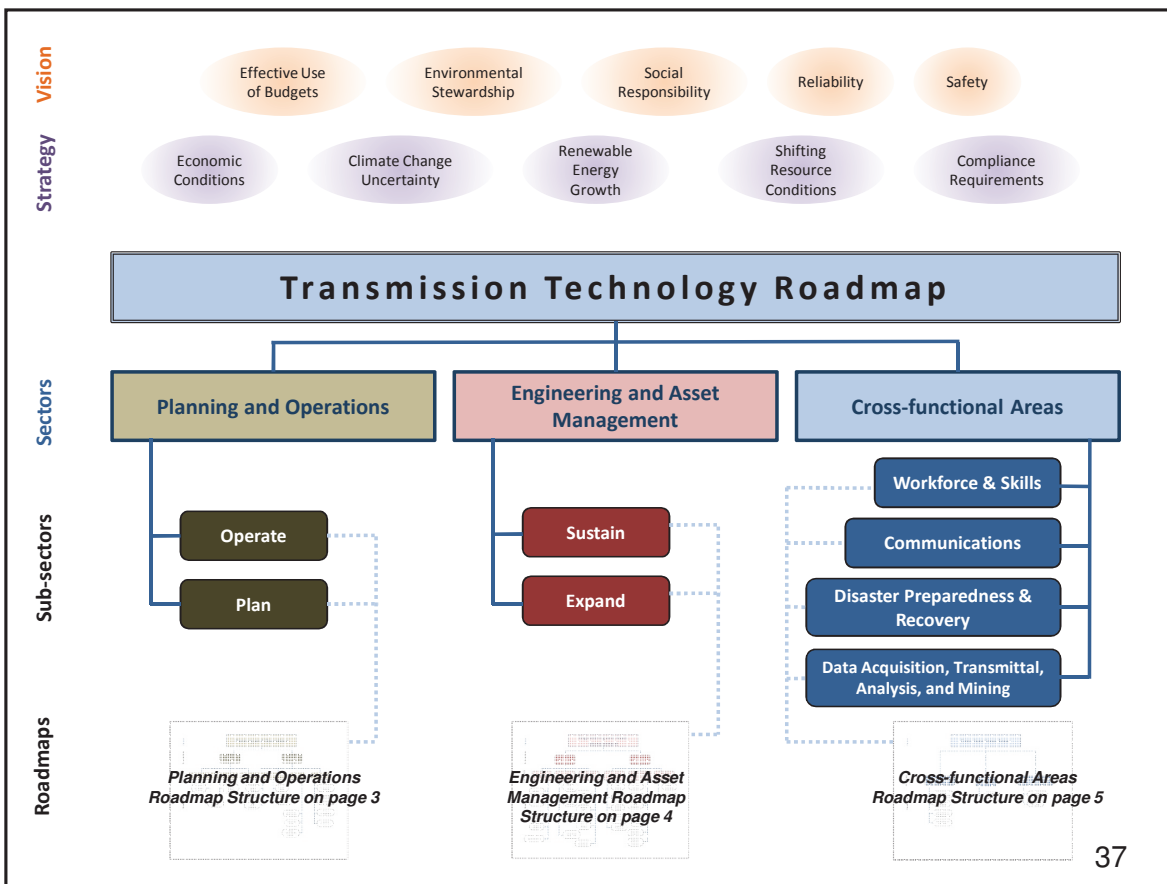 Vision
Effective Use
of Budgets
Environmental
Stewardship
Social
Responsibility
Reliability
Safety
Strategy
Economic
Conditions
Climate Change
Uncertainty
Renewable
Energy
Growth
Shifting
Resource
Conditions
Compliance
Requirements
Transmission Technology Roadmap
Sectors
Planning and Operations
Engineering and Asset
Management
Cross-functional Areas
Sub-sectors
Operate
Plan
Sustain
Expand
Workforce & Skills
Communications
Disaster Preparedness &
Recovery
Data Acquisition, Transmittal,
Analysis, and Mining
Roadmaps
Planning and Operations
Roadmap Structure on page 3
Engineering and Asset
Management Roadmap
Structure on page 4
Cross-functional Areas
Roadmap Structure on page 5
37